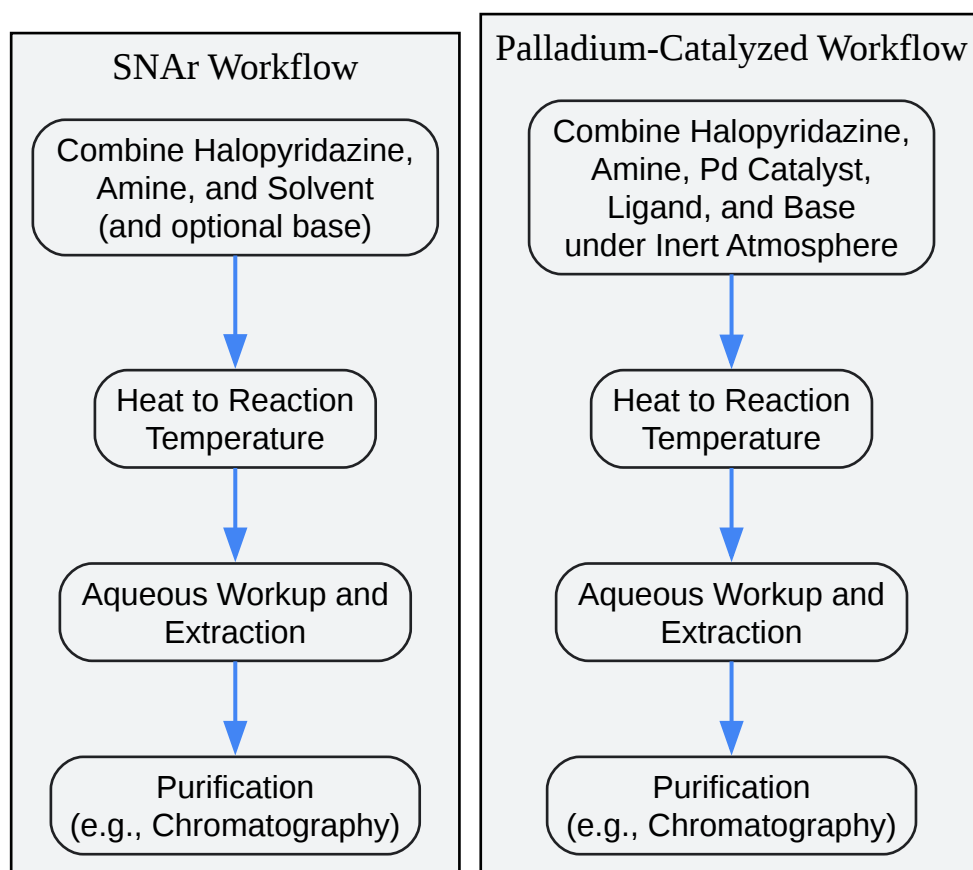 SNAr Workflow
Combine Halopyridazine,
Amine, and Solvent
(and optional base)
Heat to Reaction
Temperature
Aqueous Workup and
Extraction
Purification
(e.g., Chromatography)
Palladium-Catalyzed Workflow
Combine Halopyridazine,
Amine, Pd Catalyst,
Ligand, and Base
under Inert Atmosphere
Heat to Reaction
Temperature
Aqueous Workup and
Extraction
Purification
(e.g., Chromatography)